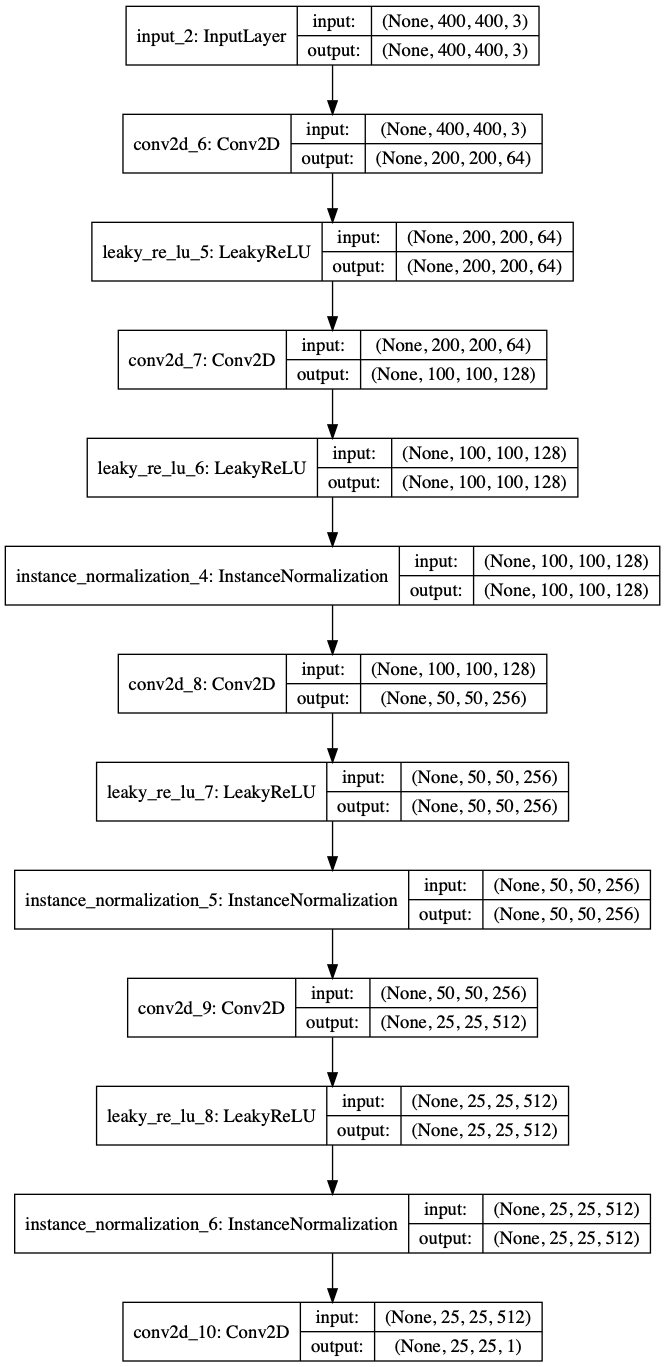 input_2: InputLayer
input: (None, 400, 400, 3)
output: (None, 400, 400, 3)
conv2d_6: Conv2D
input: (None, 400, 400, 3)
output: (None, 200, 200, 64)
leaky_re_lu_5: LeakyReLU
input: (None, 200, 200, 64)
output: (None, 200, 200, 64)
conv2d_7: Conv2D
input: (None, 200, 200, 64)
output: (None, 100, 100, 128)
leaky_re_lu_6: LeakyReLU
input: (None, 100, 100, 128)
output: (None, 100, 100, 128)
instance_normalization_4: InstanceNormalization
input: (None, 100, 100, 128)
output: (None, 100, 100, 128)
conv2d_8: Conv2D
input: (None, 100, 100, 128)
output: (None, 50, 50, 256)
leaky_re_lu_7: LeakyReLU
input: (None, 50, 50, 256)
output: (None, 50, 50, 256)
instance_normalization_5: InstanceNormalization
input: (None, 50, 50, 256)
output: (None, 50, 50, 256)
conv2d_9: Conv2D
input: (None, 50, 50, 256)
output: (None, 25, 25, 512)
leaky_re_lu_8: LeakyReLU
input: (None, 25, 25, 512)
output: (None, 25, 25, 512)
instance_normalization_6: InstanceNormalization
input: (None, 25, 25, 512)
output: (None, 25, 25, 512)
conv2d_10: Conv2D
input: (None, 25, 25, 512)
output: (None, 25, 25, 1)